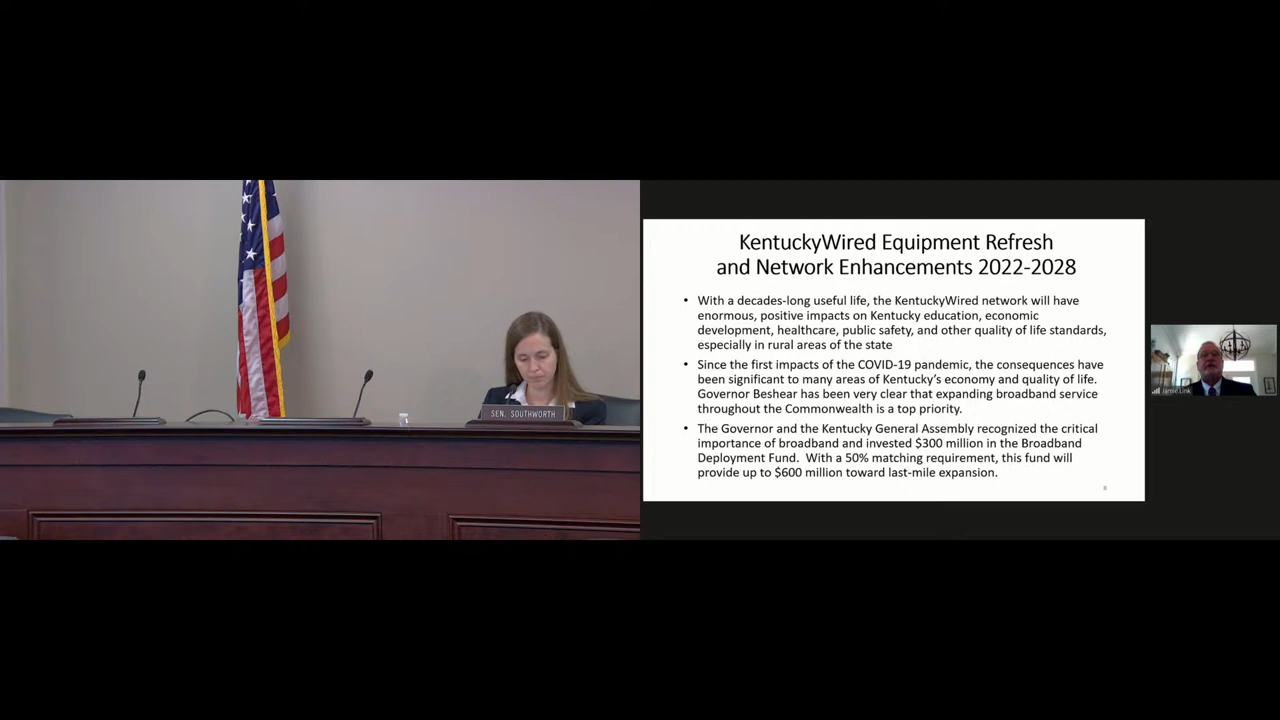 SEN. SOUTHWORTH
KentuckyWired Equipment Refresh
and Network Enhancements 2022-2028
• With a decades-long useful life, the KentuckyWired network will have
enormous, positive impacts on Kentucky education, economic
development, healthcare, public safety, and other quality of life standards,
especially in rural areas of the state
• Since the first impacts of the COVID-19 pandemic, the consequences have
been significant to many areas of Kentucky's economy and quality of life.
Governor Beshear has been very clear that expanding broadband service
throughout the Commonwealth is a top priority.
• The Governor and the Kentucky General Assembly recognized the critical
importance of broadband and invested $300 million in the Broadband
Deployment Fund.  With a 50% matching requirement, this fund will
provide up to $600 million toward last-mile expansion.
8
Jamie Link